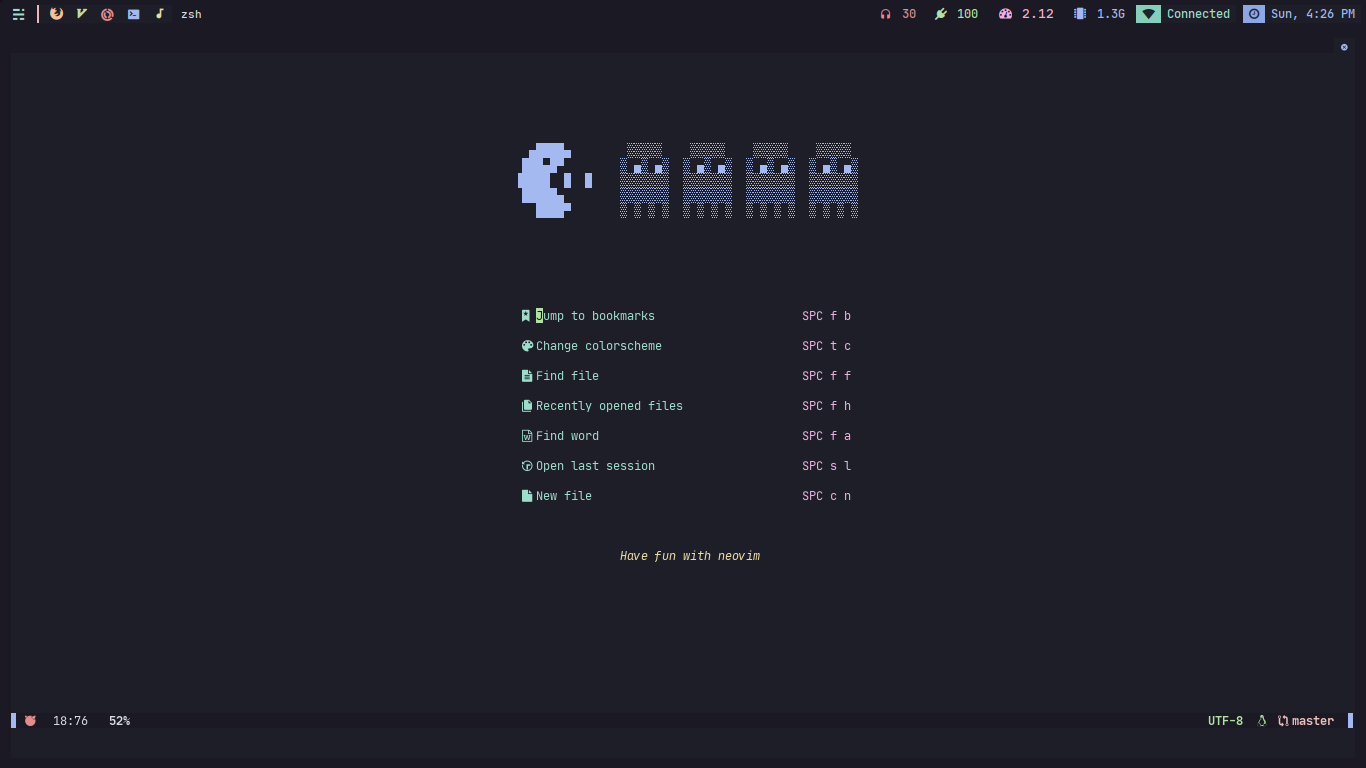 zsh 30 100 2.12 1.3G Connected Sun, 4:26 PM
Jump to bookmarks SPC f b
Change colorscheme SPC t c
Find file SPC f f
Recently opened files SPC f h
Find word SPC f a
Open last session SPC s l
New file SPC c n
Have fun with neovim
18:76 52% UTF-8 master